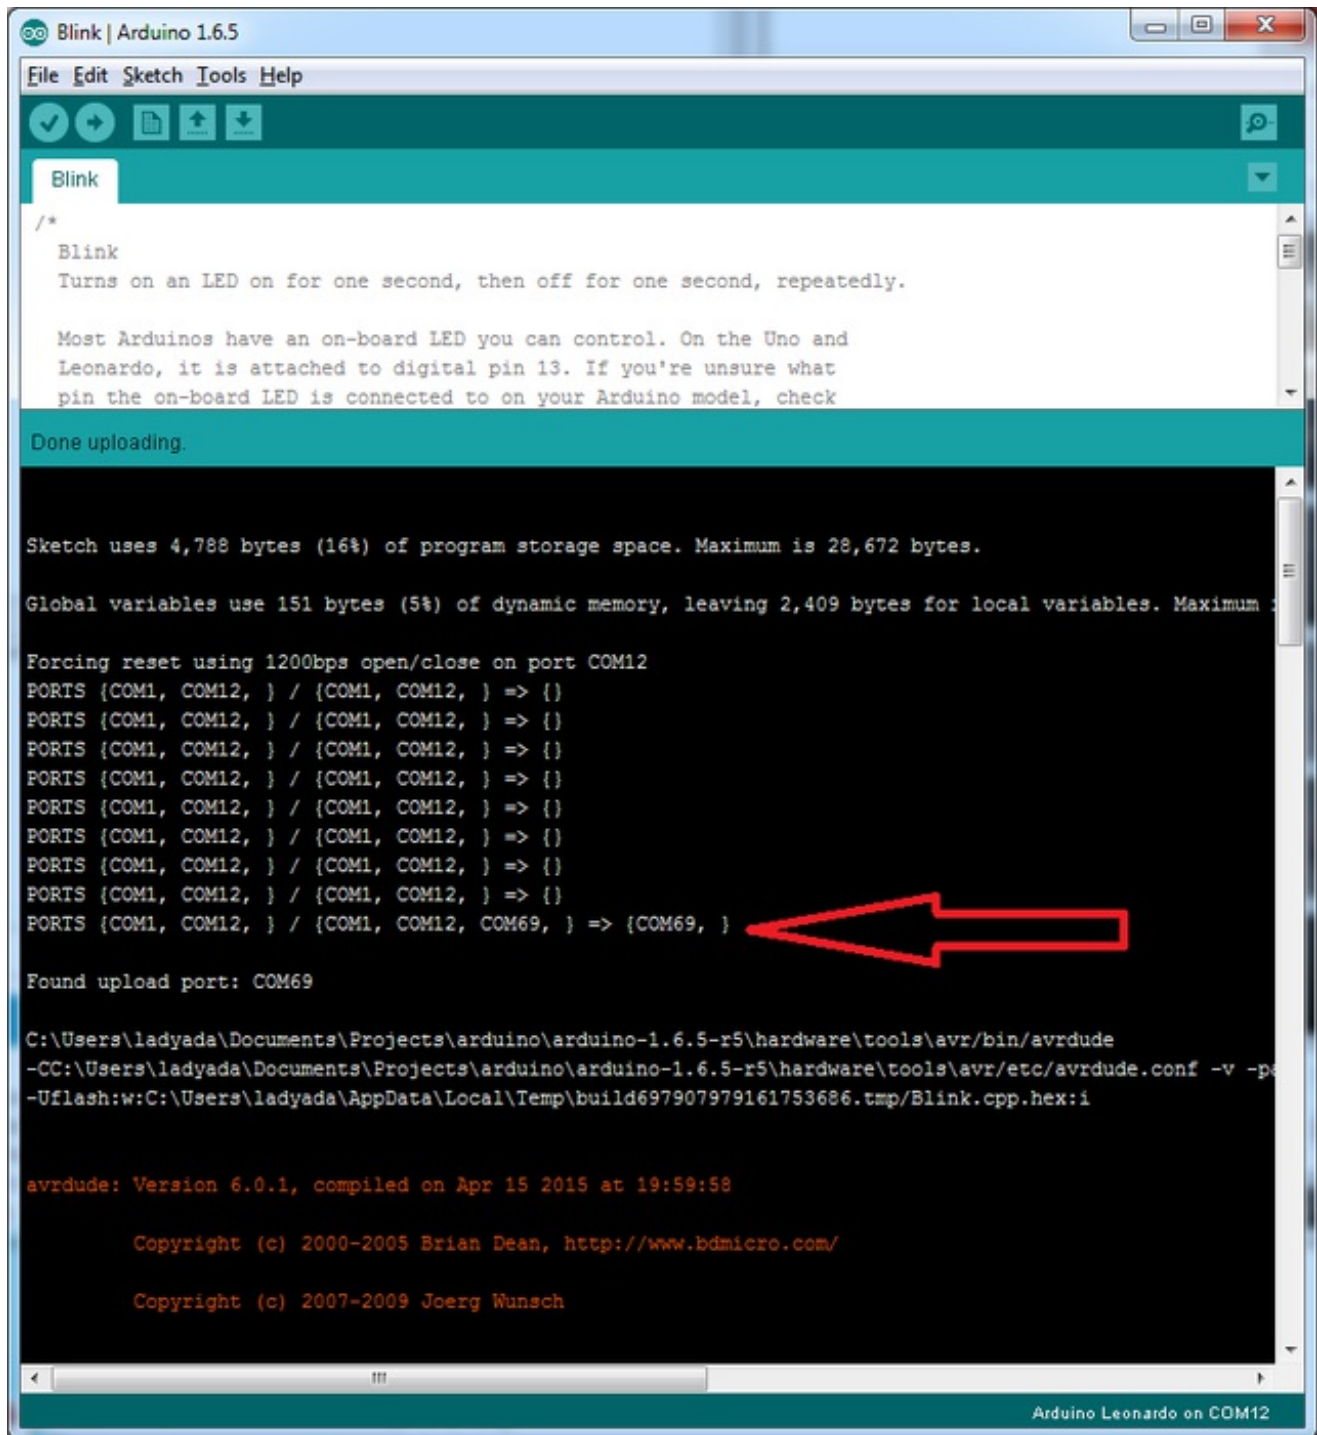 Blink | Arduino 1.6.5
File Edit Sketch Tools Help
Blink
/*
Blink
Turns on an LED on for one second, then off for one second, repeatedly.
Most Arduinos have an on-board LED you can control. On the Uno and
Leonardo, it is attached to digital pin 13. If you're unsure what
pin the on-board LED is connected to on your Arduino model, check
Done uploading.
Sketch uses 4,788 bytes (16%) of program storage space. Maximum is 28,672 bytes.
Global variables use 151 bytes (5%) of dynamic memory, leaving 2,409 bytes for local variables. Maximum
Forcing reset using 1200bps open/close on port COM12
PORTS {COM1, COM12, } / {COM1, COM12, } => {}
PORTS {COM1, COM12, } / {COM1, COM12, } => {}
PORTS {COM1, COM12, } / {COM1, COM12, } => {}
PORTS {COM1, COM12, } / {COM1, COM12, } => {}
PORTS {COM1, COM12, } / {COM1, COM12, } => {}
PORTS {COM1, COM12, } / {COM1, COM12, } => {}
PORTS {COM1, COM12, } / {COM1, COM12, } => {}
PORTS {COM1, COM12, } / {COM1, COM12, } => {}
PORTS {COM1, COM12, } / {COM1, COM12, COM69, } => {COM69, }
Found upload port: COM69
C:\Users\ladyada\Documents\Projects\arduino\arduino-1.6.5-r5\hardware\tools\avr/bin/avrdude
-CC:\Users\ladyada\Documents\Projects\arduino\arduino-1.6.5-r5\hardware\tools\avr/etc/avrdude.conf -v
-Uflash:w:C:\Users\ladyada\AppData\Local\Temp\build697907979161753686.tmp/Blink.cpp.hex:i
avrdude: Version 6.0.1, compiled on Apr 15 2015 at 19:59:58
Copyright (c) 2000-2005 Brian Dean, http://www.bdmicro.com/
Copyright (c) 2007-2009 Joerg Wunsch
Arduino Leonardo on COM12